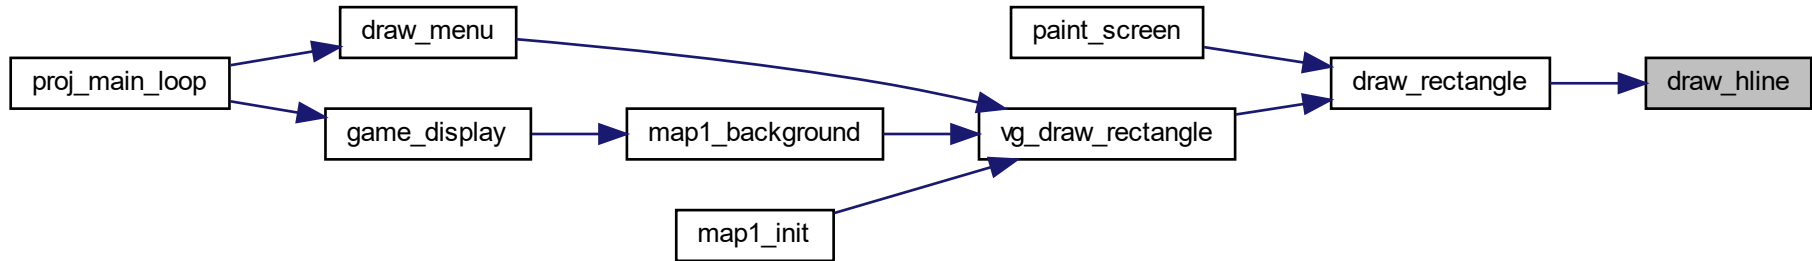 proj_main_loop
draw_menu
game_display
map1_background
map1_init
vg_draw_rectangle
paint_screen
draw_rectangle
draw_hline